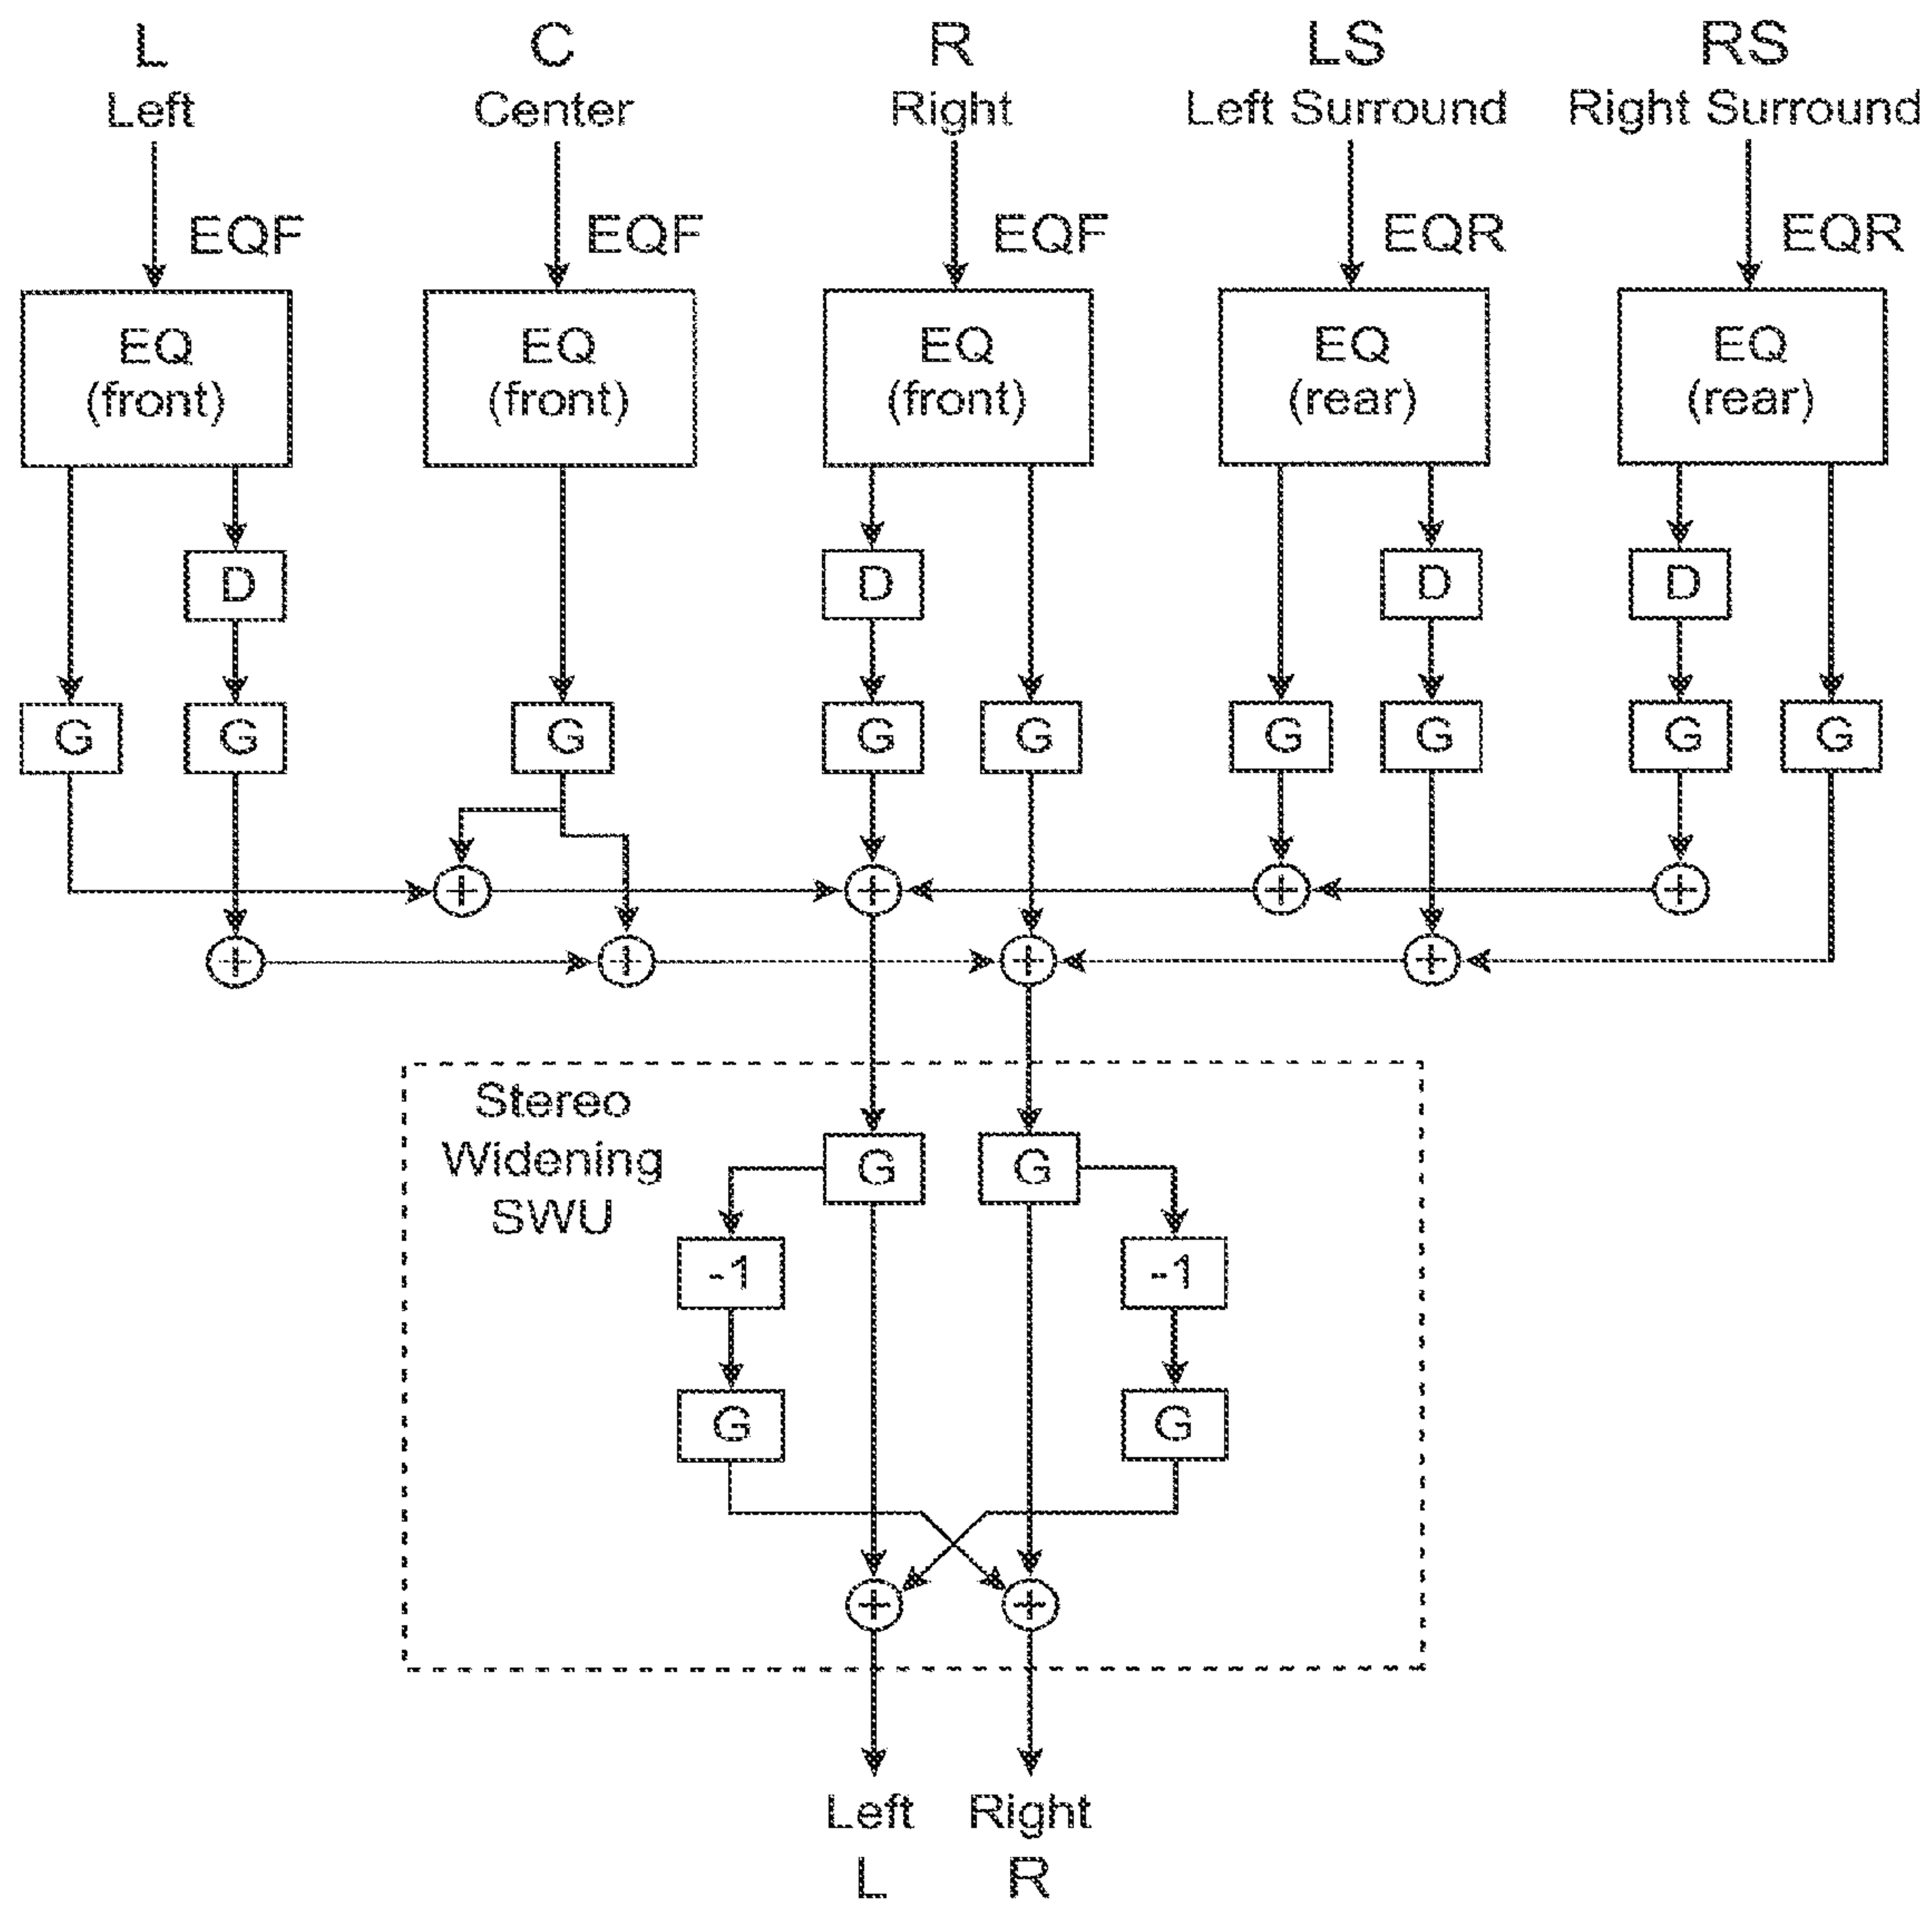 L C R LS RS
Left Center Right Left Surround Right Surround
EQF EQF EQF EQR EQR
EQ EQ EQ EQ EQ
(front) (front) (front) (rear) (rear)
D D D D
G G G G G G G G G
+ + + +
+ + + +
Stereo
Widening
SWU
G G
-1 -1
G G
+ +
Left Right
L R